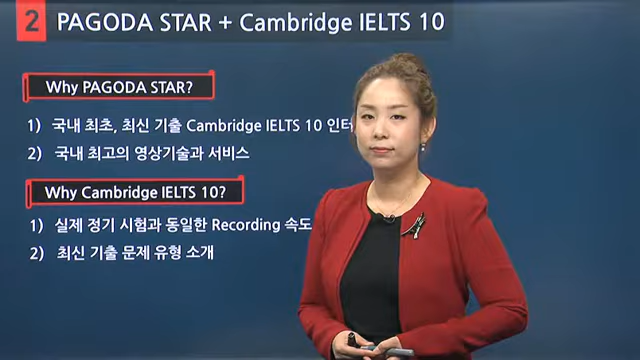 2 PAGODA STAR + Cambridge IELTS 10
Why PAGODA STAR?
1) 국내 최초, 최신 기출 Cambridge IELTS 10 인터
2) 국내 최고의 영상기술과 서비스
Why Cambridge IELTS 10?
1) 실제 정기 시험과 동일한 Recording 속도
2) 최신 기출 문제 유형 소개